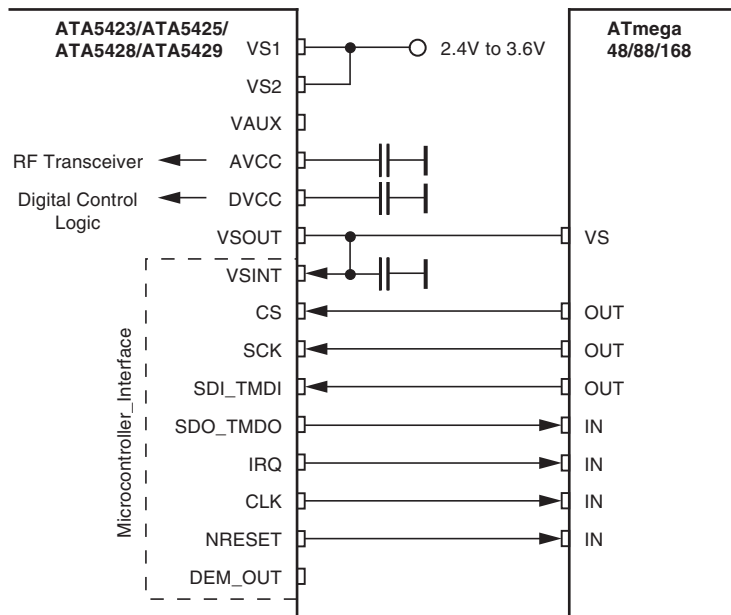 ATA5423/ATA5425/
ATA5428/ATA5429
ATmega
48/88/168
VS1
2.4V to 3.6V
VS2
VAUX
RF Transceiver
AVCC
Digital Control
Logic
DVCC
VSOUT
VS
VSINT
CS
OUT
SCK
OUT
SDI_TMDI
OUT
SDO_TMDO
IN
IRQ
IN
CLK
IN
NRESET
IN
DEM_OUT
Microcontroller_Interface